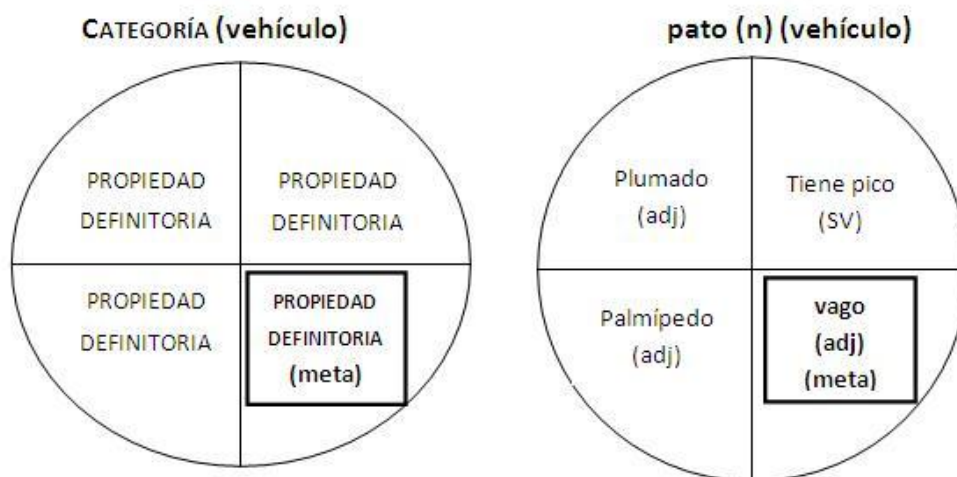 CATEGORÍA (vehículo)
PROPIEDAD
DEFINITORIA
PROPIEDAD
DEFINITORIA
PROPIEDAD
DEFINITORIA
PROPIEDAD
DEFINITORIA
(meta)
pato (n) (vehículo)
Plumado
(adj)
Tiene pico
(SV)
Palmípedo
(adj)
vago
(adj)
(meta)